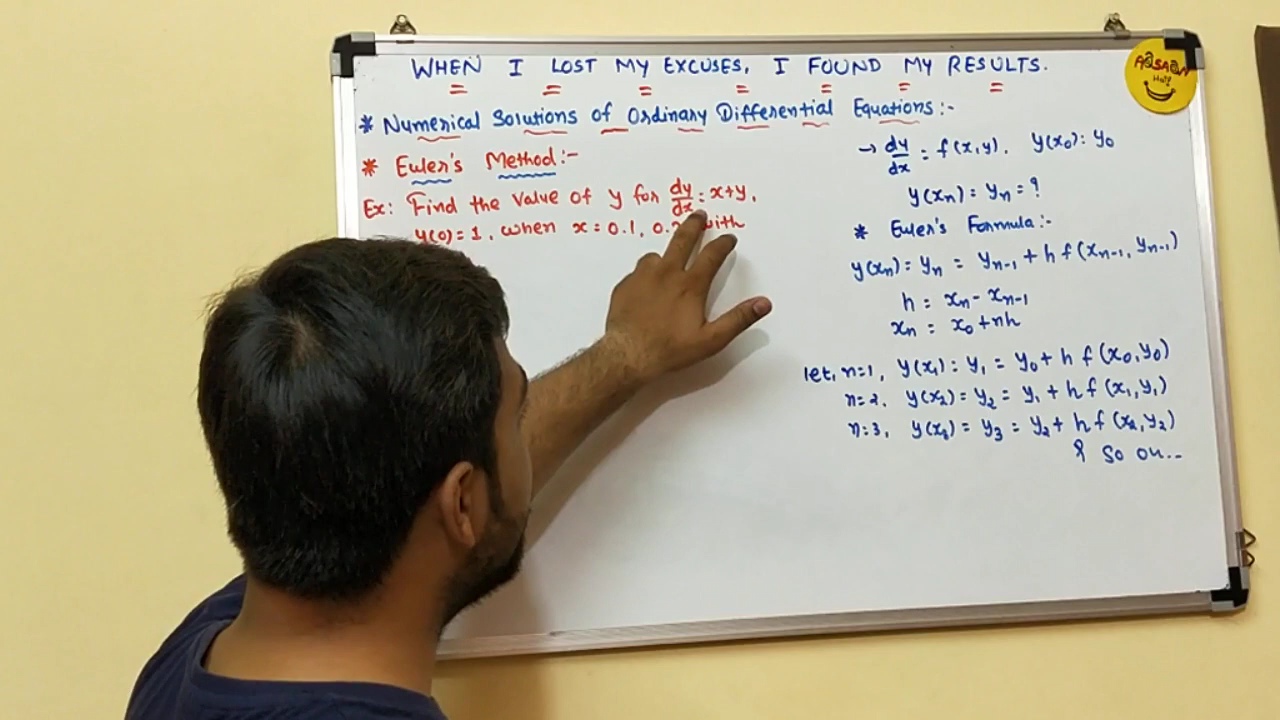 WHEN I LOST MY EXCUSES, I FOUND MY RESULTS.
* Numerical Solutions of Ordinary Differential Equations:-
* Euler's Method:-
Ex: Find the value of y for dy/dx = x+y,
y(0) = 1, when x = 0.1, 0.2 with
→ dy/dx = f(x,y), y(x₀) = y₀
y(xₙ) = yₙ = ?
* Euler's Formula:-
y(xₙ) = yₙ = yₙ₋₁ + h f(xₙ₋₁, yₙ₋₁)
h = xₙ - xₙ₋₁
xₙ = x₀ + nh
let, n=1, y(x₁) = y₁ = y₀ + h f(x₀,y₀)
n=2, y(x₂) = y₂ = y₁ + h f(x₁,y₁)
n=3, y(x₃) = y₃ = y₂ + h f(x₂,y₂)
& so on...